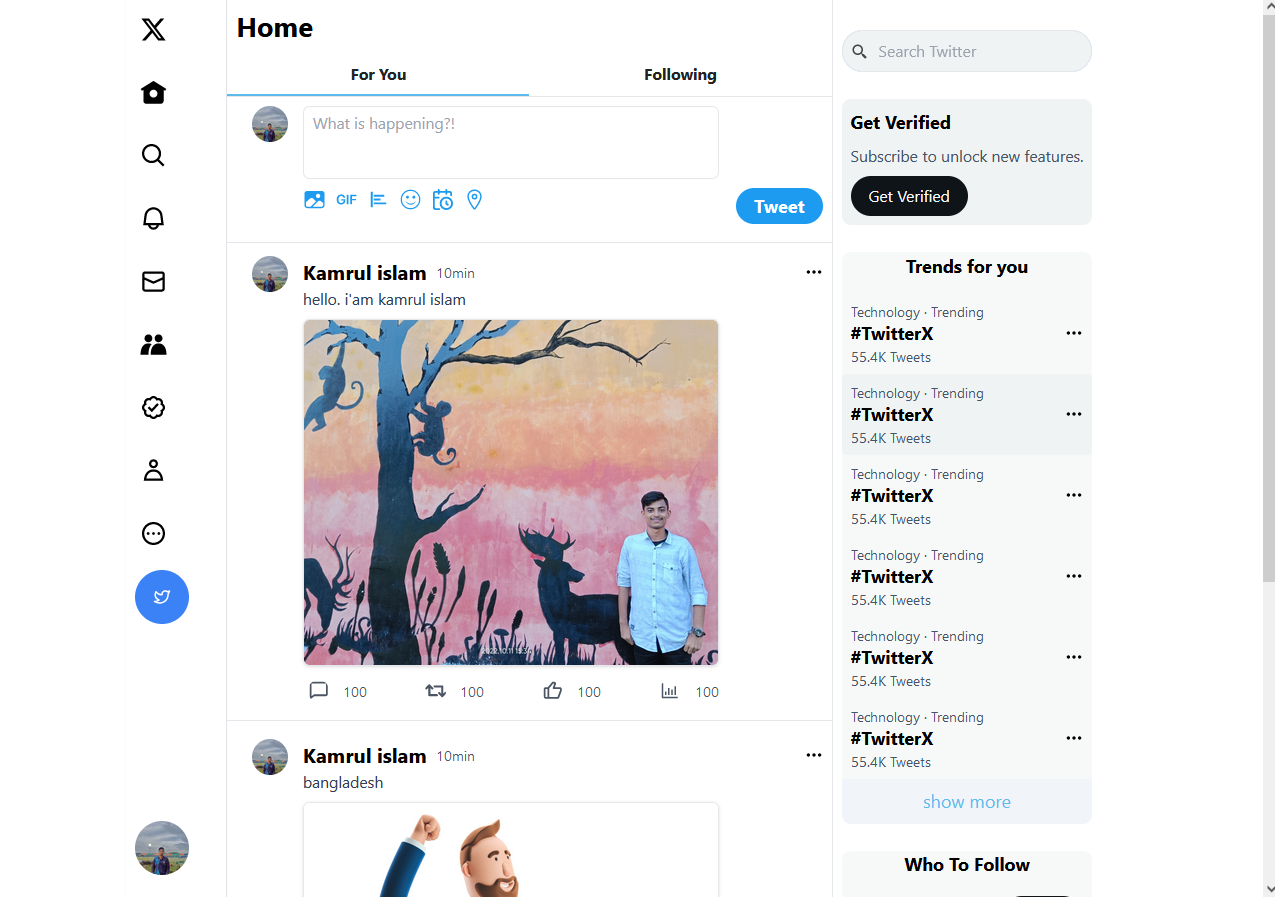 Home
For You
Following
What is happening?!
GIF
Tweet
Kamrul islam 10min
hello. i'am kamrul islam
100
100
100
100
Kamrul islam 10min
bangladesh
Search Twitter
Get Verified
Subscribe to unlock new features.
Get Verified
Trends for you
Technology · Trending
#TwitterX
55.4K Tweets
Technology · Trending
#TwitterX
55.4K Tweets
Technology · Trending
#TwitterX
55.4K Tweets
Technology · Trending
#TwitterX
55.4K Tweets
Technology · Trending
#TwitterX
55.4K Tweets
Technology · Trending
#TwitterX
55.4K Tweets
show more
Who To Follow